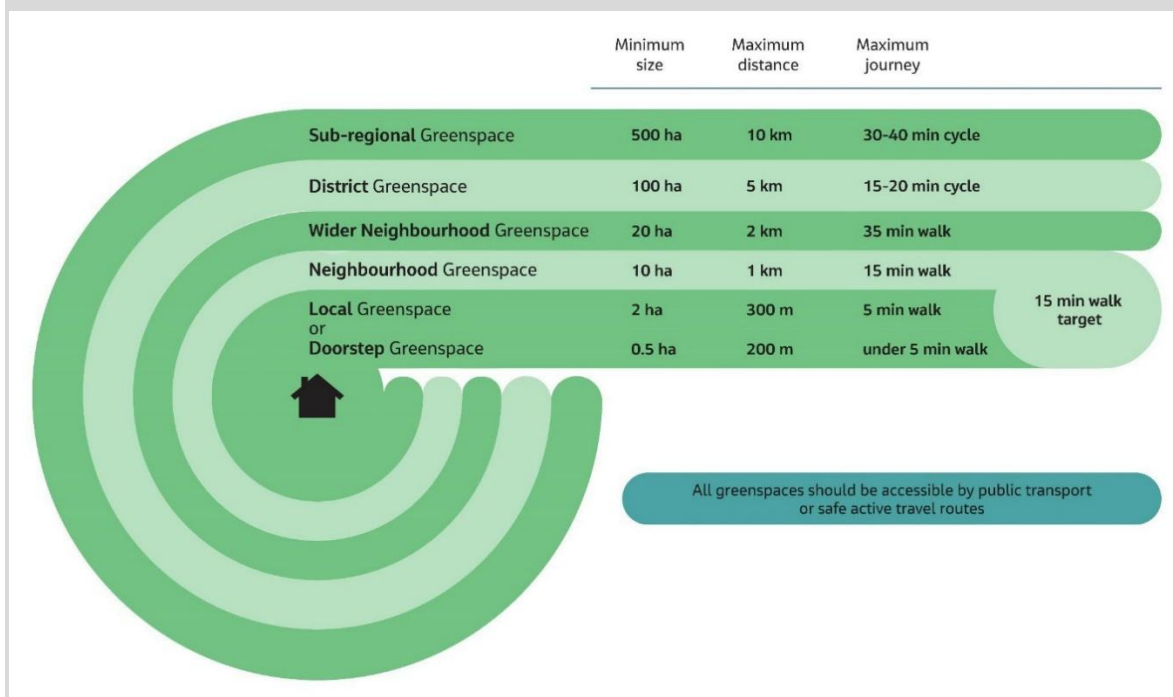 Minimum size Maximum distance Maximum journey
Sub-regional Greenspace 500 ha 10 km 30-40 min cycle
District Greenspace 100 ha 5 km 15-20 min cycle
Wider Neighbourhood Greenspace 20 ha 2 km 35 min walk
Neighbourhood Greenspace 10 ha 1 km 15 min walk
Local Greenspace 2 ha 300 m 5 min walk
or
Doorstep Greenspace 0.5 ha 200 m under 5 min walk
15 min walk
target
All greenspaces should be accessible by public transport
or safe active travel routes